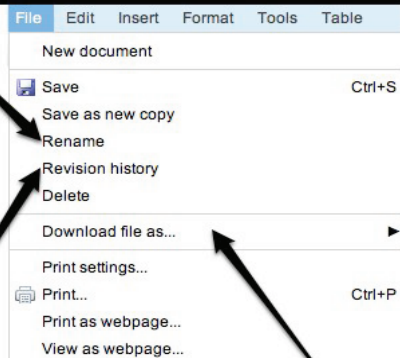 File Edit Insert Format Tools Table
New document
Save Ctrl+S
Save as new copy
Rename
Revision history
Delete
Download file as...
Print settings...
Print... Ctrl+P
Print as webpage...
View as webpage...